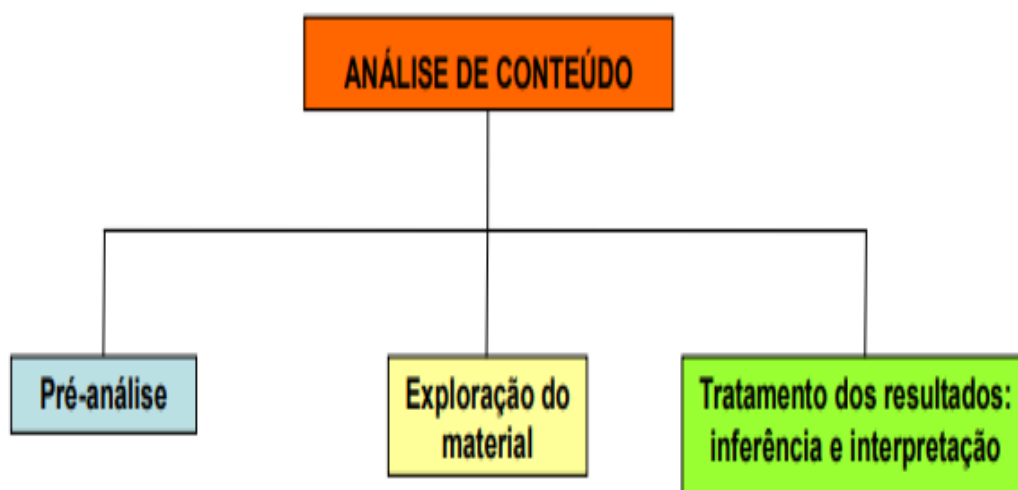 ANÁLISE DE CONTEÚDO
Pré-análise
Exploração do
material
Tratamento dos resultados:
inferência e interpretação